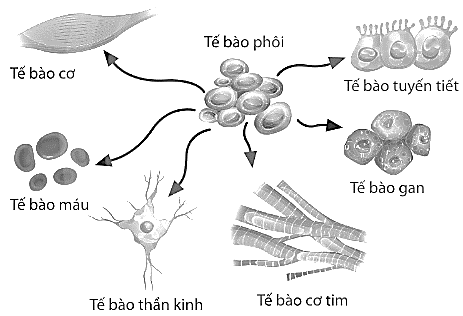 Tế bào phôi
Tế bào cơ
Tế bào tuyến tiết
Tế bào máu
Tế bào gan
Tế bào thần kinh
Tế bào cơ tim